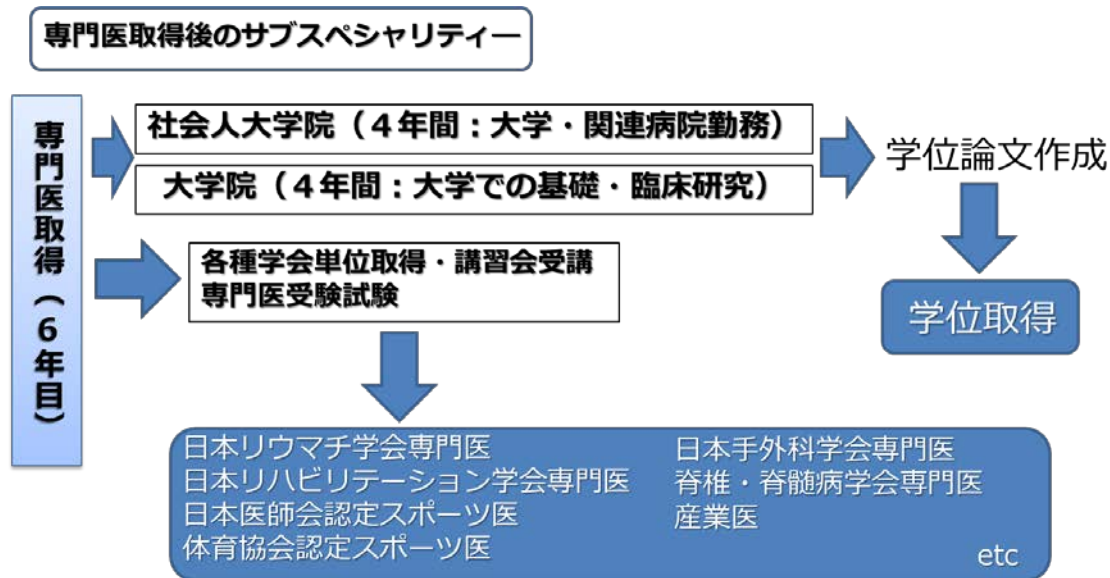 専門医取得後のサブスペシャリティー
専門医取得（６年目）
社会人大学院（４年間：大学・関連病院勤務）
大学院（４年間：大学での基礎・臨床研究）
学位論文作成
学位取得
各種学会単位取得・講習会受講
専門医受験試験
日本リウマチ学会専門医
日本リハビリテーション学会専門医
日本医師会認定スポーツ医
体育協会認定スポーツ医
日本手外科学会専門医
脊椎・脊髄病学会専門医
産業医
etc